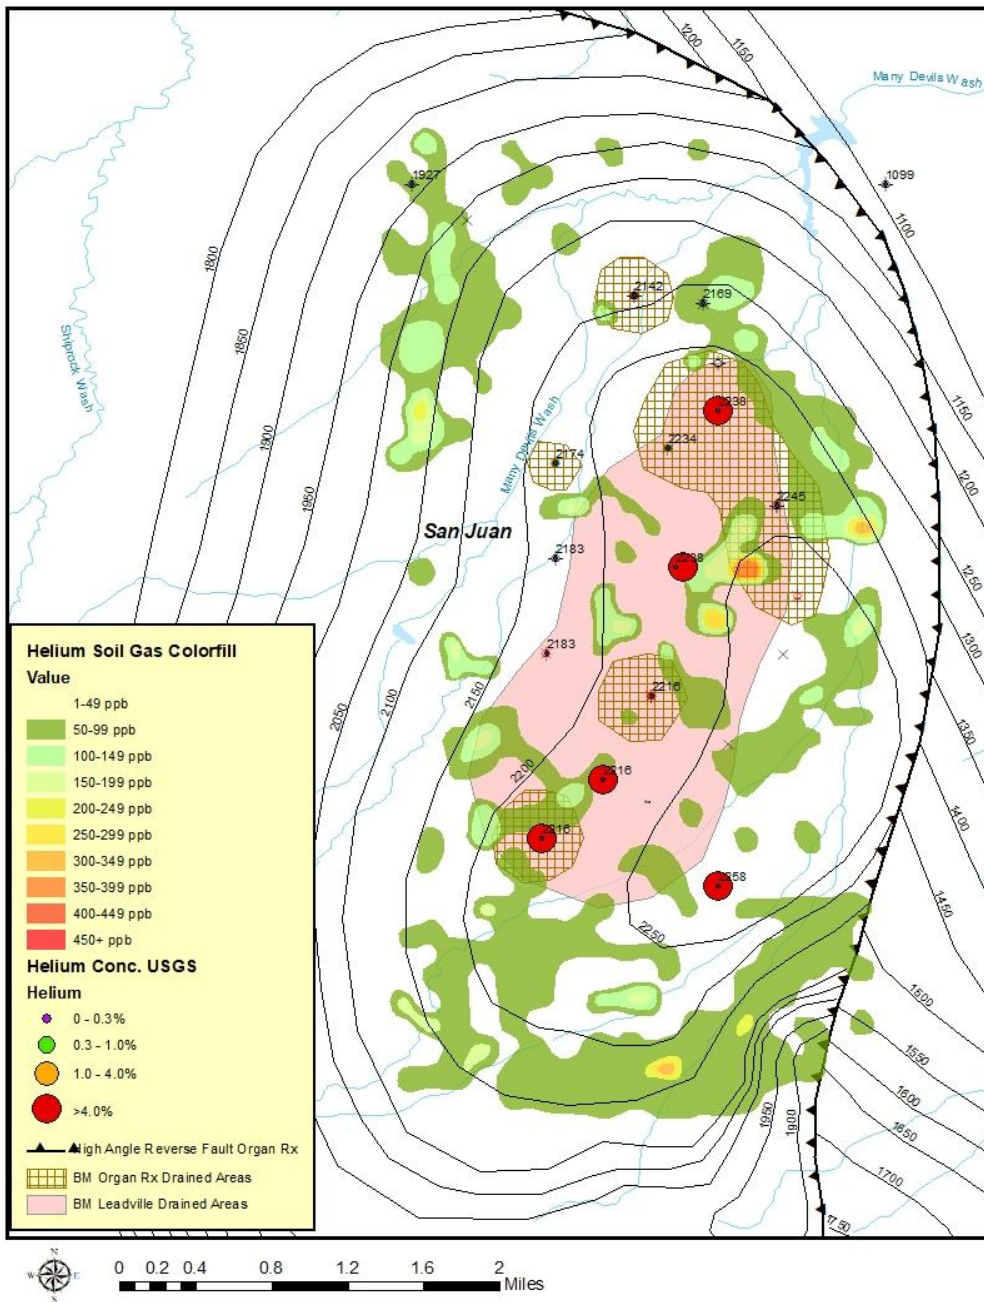 1200
1150
Many Devils Wash
1927
1099
1100
1800
2142
2169
1850
Shiprock Wash
1150
2238
1900
2234
2174
Many Devils Wash
1200
1950
2245
San Juan
2183
1250
2183
1300
2216
2050
2100
2150
1350
2200
2216
1400
2216
2258
1450
2250
1500
1550
1600
1950
1900
1650
1700
1750
Helium Soil Gas Colorfill
Value
1-49 ppb
50-99 ppb
100-149 ppb
150-199 ppb
200-249 ppb
250-299 ppb
300-349 ppb
350-399 ppb
400-449 ppb
450+ ppb
Helium Conc. USGS
Helium
0 - 0.3%
0.3 - 1.0%
1.0 - 4.0%
>4.0%
High Angle Reverse Fault Organ Rx
BM Organ Rx Drained Areas
BM Leadville Drained Areas
N
W E
S
0 0.2 0.4 0.8 1.2 1.6 2
Miles